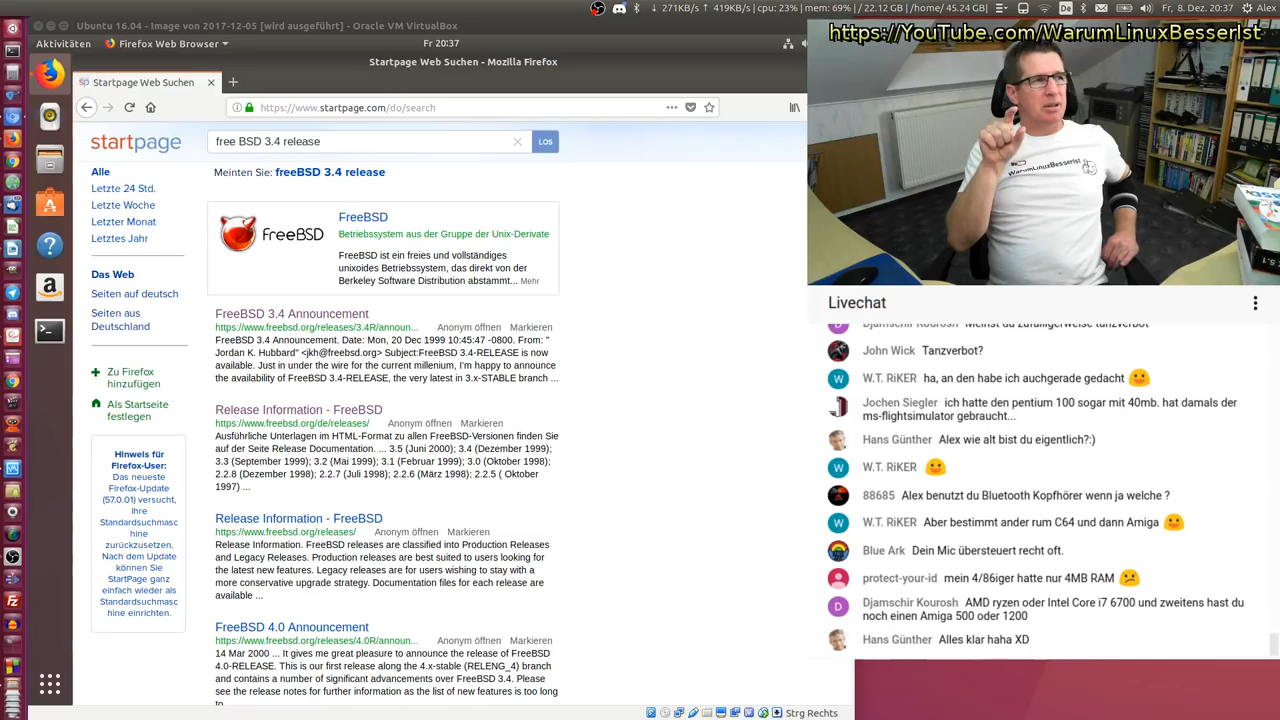 Ubuntu 16.04 - Image von 2017-12-05 [wird ausgeführt] - Oracle VM VirtualBox
271KB/s
419KB/s | cpu: 23% | mem: 69% || 22.12 GB | /home/45.24 GB
De
Fr, 8. Dez, 20:37
Alex
Aktivitäten
Firefox Web Browser
Fr 20:37
Startpage Web Suchen - Mozilla Firefox
Startpage Web Suchen
https://www.startpage.com/do/search
startpage
free BSD 3.4 release
LOS
Alle
Letzte 24 Std.
Letzte Woche
Letzter Monat
Letztes Jahr
Das Web
Seiten auf deutsch
Seiten aus
Deutschland
Zu Firefox
hinzufügen
Als Startseite
festlegen
Hinweis für
Firefox-User:
Das neueste
Firefox-Update
(57.0.01) versucht,
Ihre
Standardsuchmasc
hine
zurückzusetzen.
Nach dem Update
können Sie
StartPage ganz
einfach wieder als
Standardsuchmasc
hine einrichten.
Meinten Sie: freeBSD 3.4 release
FreeBSD
FreeBSD
Betriebssystem aus der Gruppe der Unix-Derivate
FreeBSD ist ein freies und vollständiges
unixoides Betriebssystem, das direkt von der
Berkeley Software Distribution abstammt... Mehr
FreeBSD 3.4 Announcement
https://www.freebsd.org/releases/3.4R/announ... Anonym öffnen Markieren
FreeBSD 3.4 Announcement. Date: Mon, 20 Dec 1999 10:45:47 -0800. From: "
Jordan K. Hubbard" <jkh@freebsd.org> Subject:FreeBSD 3.4-RELEASE is now
available. Just in under the wire for the current millenium, I'm happy to announce
the availability of FreeBSD 3.4-RELEASE, the very latest in 3.x-STABLE branch ...
Release Information - FreeBSD
https://www.freebsd.org/de/releases/ Anonym öffnen Markieren
Ausführliche Unterlagen im HTML-Format zu allen FreeBSD-Versionen finden Sie
auf der Seite Release Documentation. ... 3.5 (Juni 2000); 3.4 (Dezember 1999);
3.3 (September 1999); 3.2 (Mai 1999); 3.1 (Februar 1999); 3.0 (Oktober 1998);
2.2.8 (Dezember 1998); 2.2.7 (Juli 1998); 2.2.6 (März 1998); 2.2.5 ( Oktober
1997) ...
Release Information - FreeBSD
https://www.freebsd.org/releases/ Anonym öffnen Markieren
Release Information. FreeBSD releases are classified into Production Releases
and Legacy Releases. Production releases are best suited to users looking for
the latest new features. Legacy releases are for users wishing to stay with a
more conservative upgrade strategy. Documentation files for each release are
available ...
FreeBSD 4.0 Announcement
https://www.freebsd.org/releases/4.0R/announ... Anonym öffnen Markieren
14 Mar 2000 ... It gives me great pleasure to announce the release of FreeBSD
4.0-RELEASE. This is our first release along the 4.x-stable (RELENG_4) branch
and contains a number of significant advancements over FreeBSD 3.4. Please
see the release notes for further information as the list of new features is too long
to
Strg Rechts
https://YouTube.com/WarumLinuxBesserIst
WarumLinuxBesserIst
5.1
Livechat
Djamschir Kourosh Meinst du zufälligerweise tanzverbot
John Wick Tanzverbot?
W.T. RiKER ha, an den habe ich auchgerade gedacht
Jochen Siegler ich hatte den pentium 100 sogar mit 40mb. hat damals der
ms-flightsimulator gebraucht...
Hans Günther Alex wie alt bist du eigentlich?:)
W.T. RiKER
88685 Alex benutzt du Bluetooth Kopfhörer wenn ja welche ?
W.T. RiKER Aber bestimmt ander rum C64 und dann Amiga
Blue Ark Dein Mic übersteuert recht oft.
protect-your-id mein 4/86iger hatte nur 4MB RAM
Djamschir Kourosh AMD ryzen oder Intel Core i7 6700 und zweitens hast du
noch einen Amiga 500 oder 1200
Hans Günther Alles klar haha XD